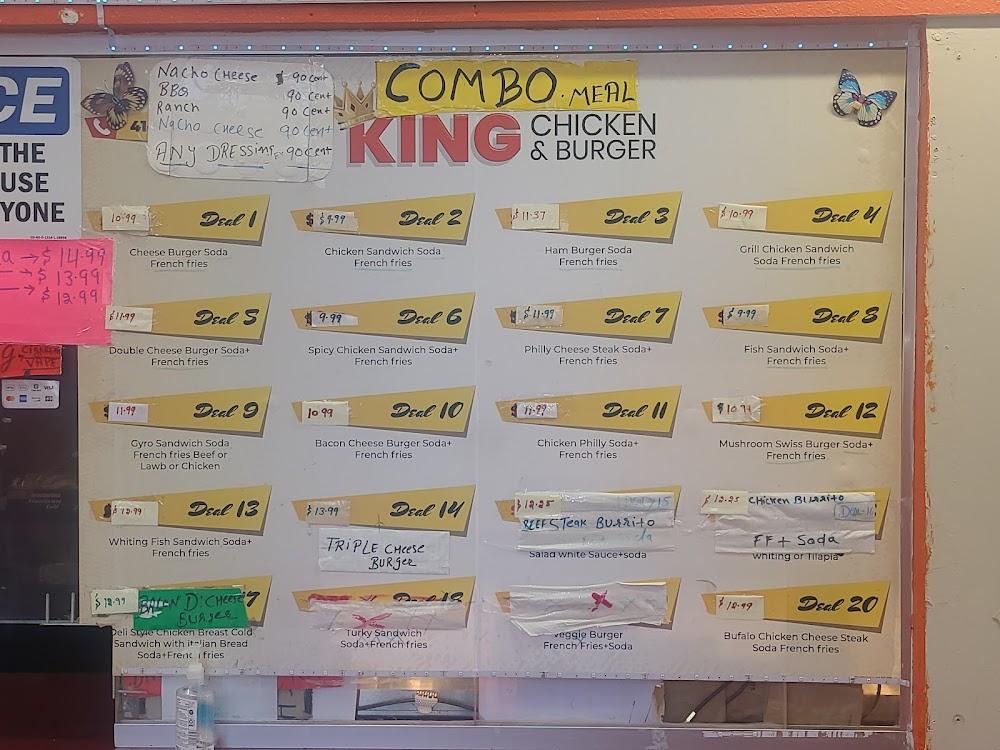 CE
THE
USE
YONE
a → $ 14.99
→ $ 13.99
→ $ 12.99
VAPE
Nacho CHeese $ 90 cent
BBQ 90 Cent
Ranch 90 Cent
Nacho cheese 90 Cent
ANY DRESSING 90 cent
41
COMBO. MEAL
KING CHICKEN & BURGER
10.99 Deal 1
Cheese Burger Soda
French fries
$ $9.99 Deal 2
Chicken Sandwich Soda
French fries
$11.37 Deal 3
Ham Burger Soda
French fries
$10.99 Deal 4
Grill Chicken Sandwich
Soda French fries
$11.99 Deal 5
Double Cheese Burger Soda+
French fries
$ 9.99 Deal 6
Spicy Chicken Sandwich Soda+
French fries
$11.99 Deal 7
Philly Cheese Steak Soda+
French fries
$ 9.99 Deal 8
Fish Sandwich Soda+
French fries
11.99 Deal 9
Gyro Sandwich Soda
French fries Beef or
Lawb or Chicken
10.99 Deal 10
Bacon Cheese Burger Soda+
French fries
11.99 Deal 11
Chicken Philly Soda+
French fries
$10.99 Deal 12
Mushroom Swiss Burger Soda+
French fries
$12.99 Deal 13
Whiting Fish Sandwich Soda+
French fries
$13.99 Deal 14
TRIPLE CHeese
BURger
$12.25
BEEF STeak BURRito
Salad white Sauce+soda
$12.25 CHicken BURRito
FF + Soda
Whiting or Tilapia
$12.99 D. CHeese
BURger
7
Deli Style Chicken Breast Cold
Sandwich with italian Bread
Soda+French fries
Deal 18
Turky Sandwich
Soda+French fries
x
Veggie Burger
French Fries+Soda
$12.99 Deal 20
Bufalo Chicken Cheese Steak
Soda French fries